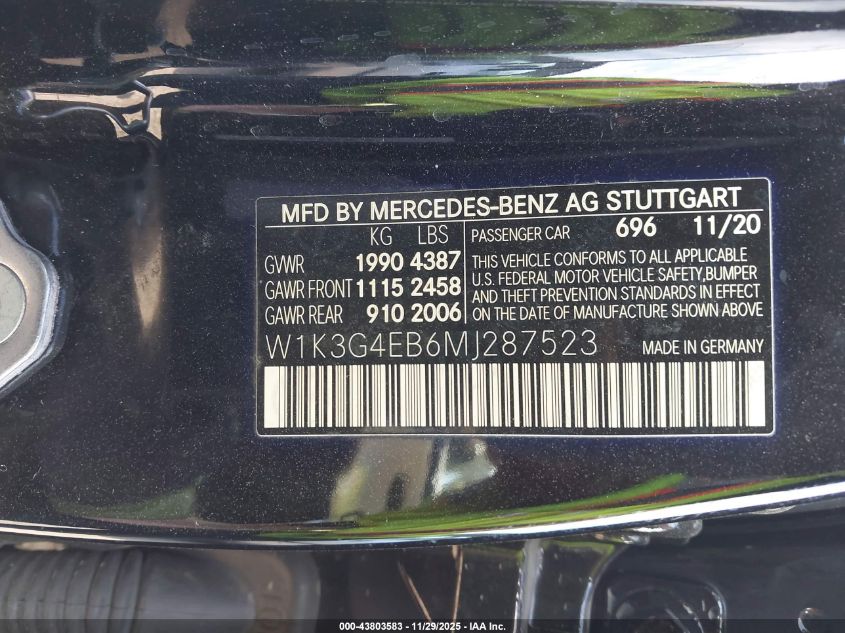 MFD BY MERCEDES-BENZ AG STUTTGART
KG LBS
GVWR 1990 4387
GAWR FRONT 1115 2458
GAWR REAR 910 2006
PASSENGER CAR 696 11/20
THIS VEHICLE CONFORMS TO ALL APPLICABLE
U.S. FEDERAL MOTOR VEHICLE SAFETY,BUMPER
AND THEFT PREVENTION STANDARDS IN EFFECT
ON THE DATE OF MANUFACTURE SHOWN ABOVE
W1K3G4EB6MJ287523 MADE IN GERMANY
000-43803583 - 11/29/2025 - IAA Inc.